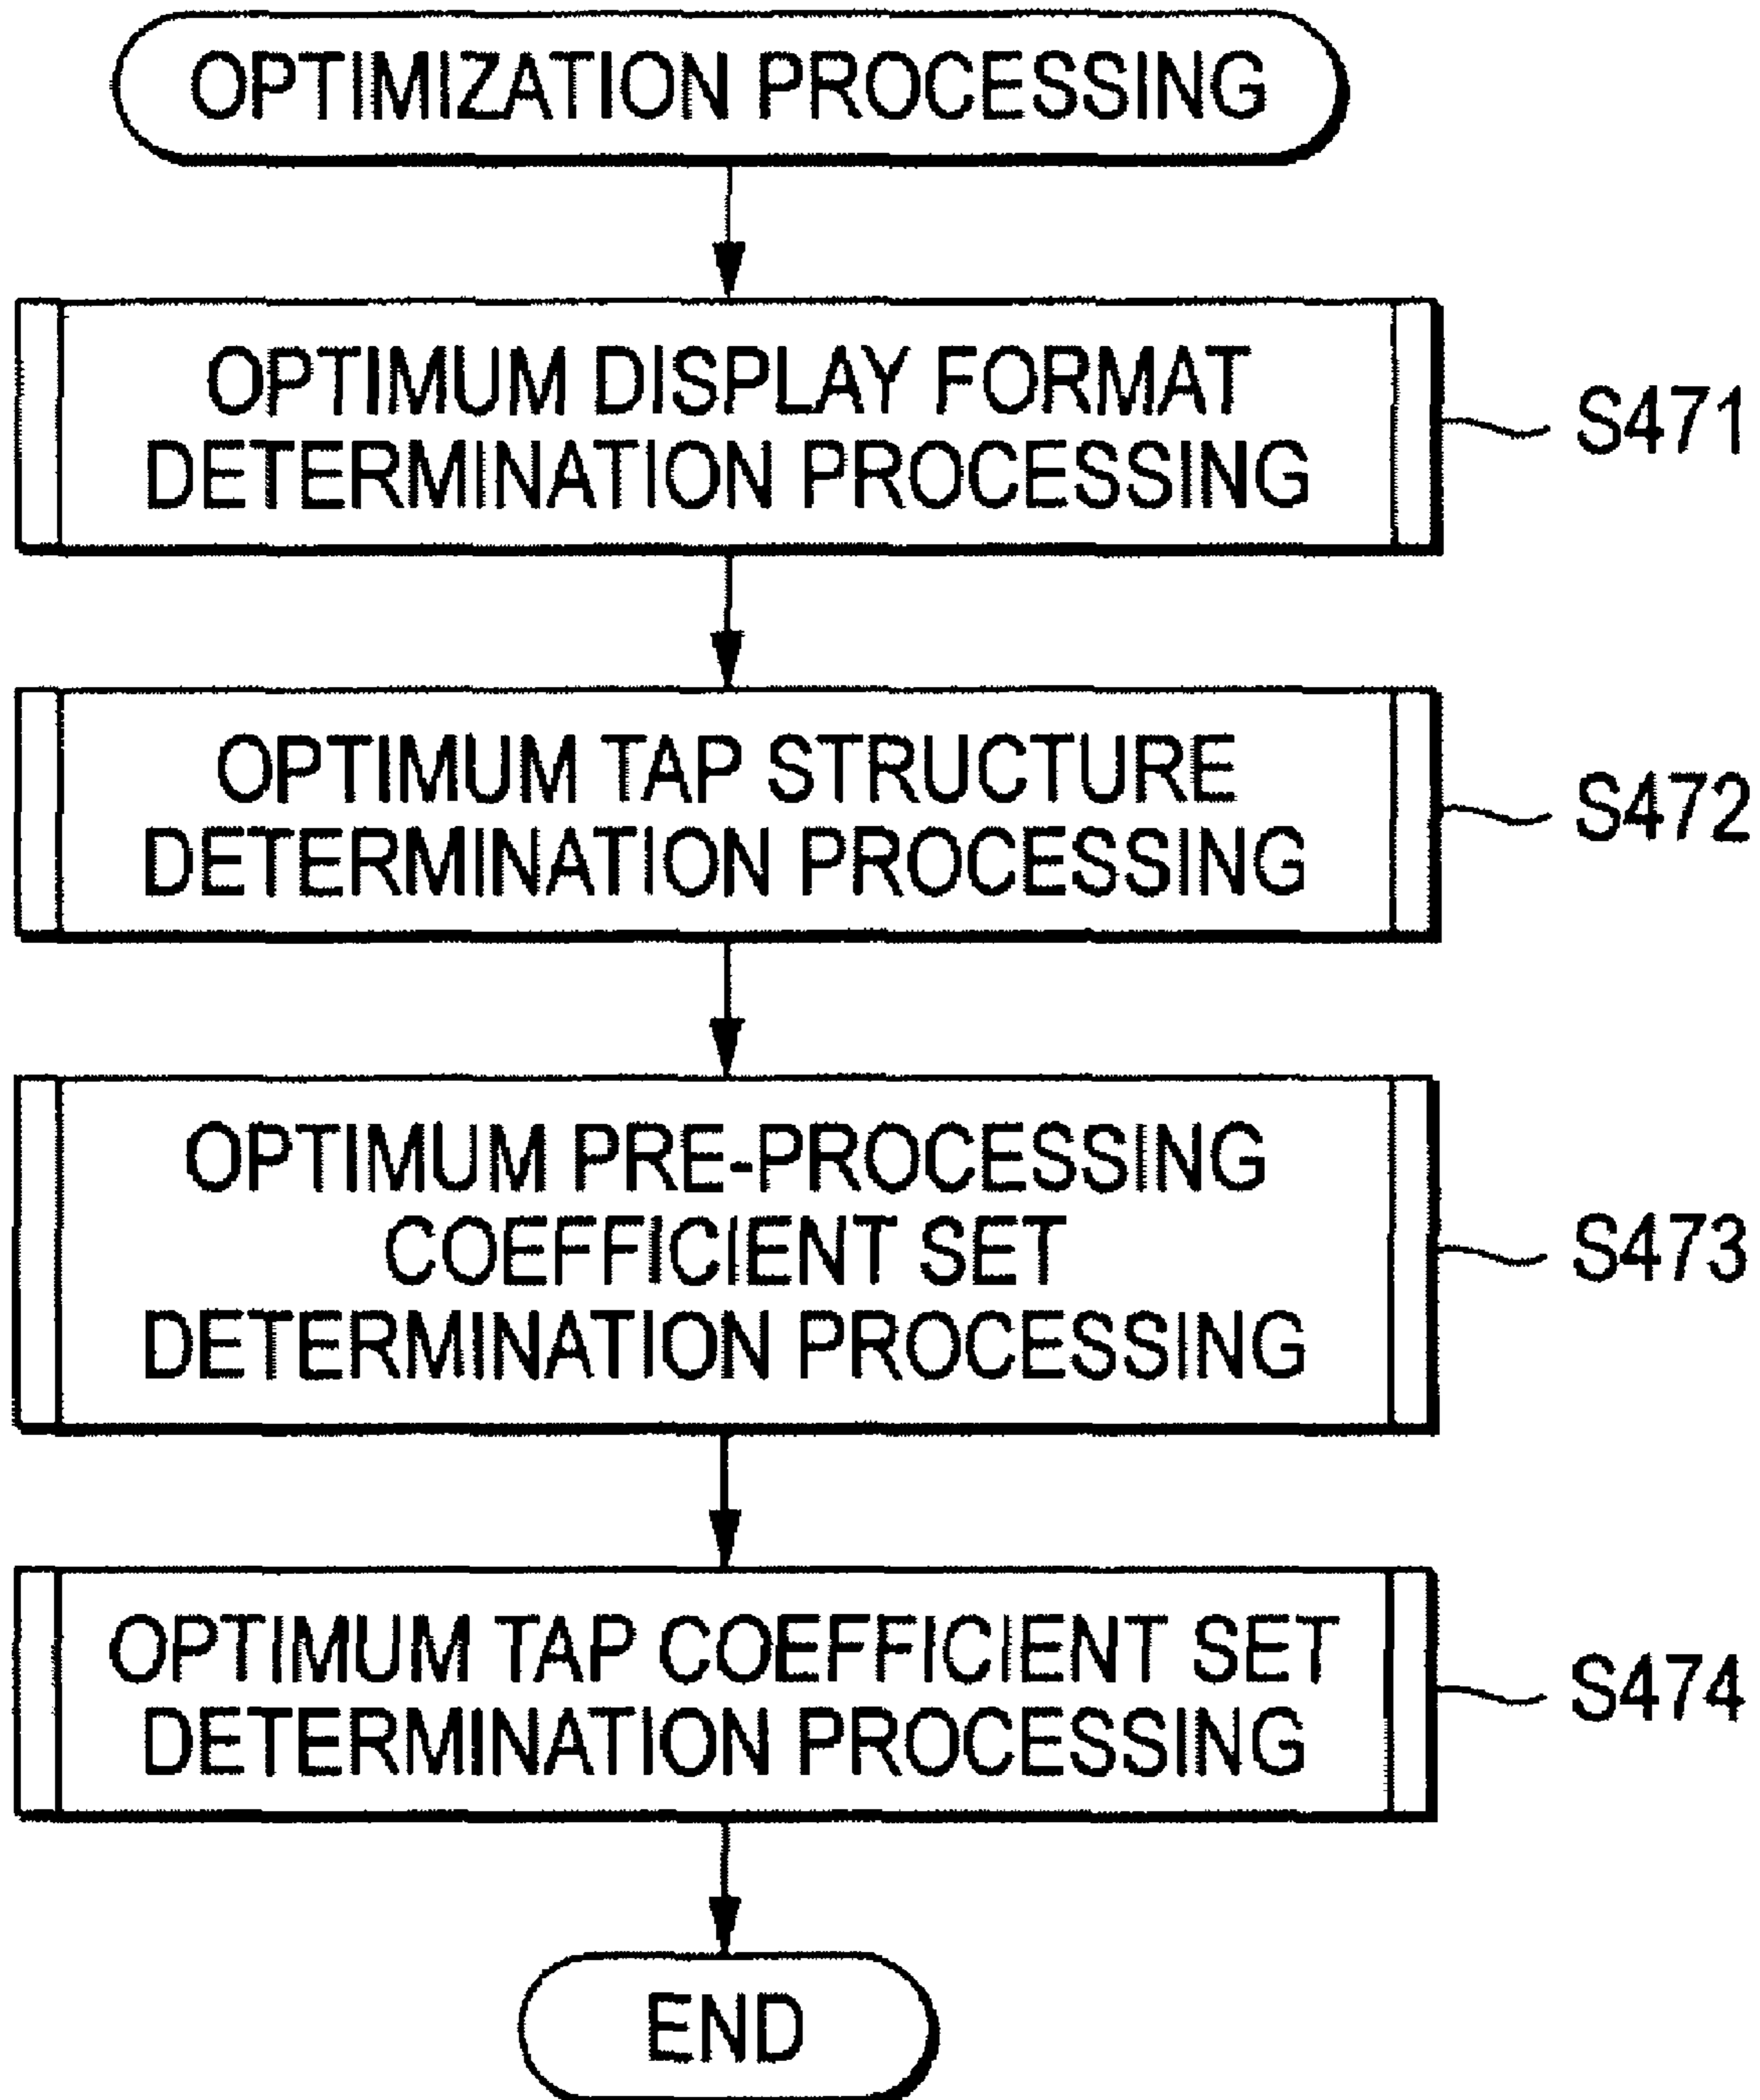 OPTIMIZATION PROCESSING
OPTIMUM DISPLAY FORMAT
DETERMINATION PROCESSING
S471
OPTIMUM TAP STRUCTURE
DETERMINATION PROCESSING
S472
OPTIMUM PRE-PROCESSING
COEFFICIENT SET
DETERMINATION PROCESSING
S473
OPTIMUM TAP COEFFICIENT SET
DETERMINATION PROCESSING
S474
END